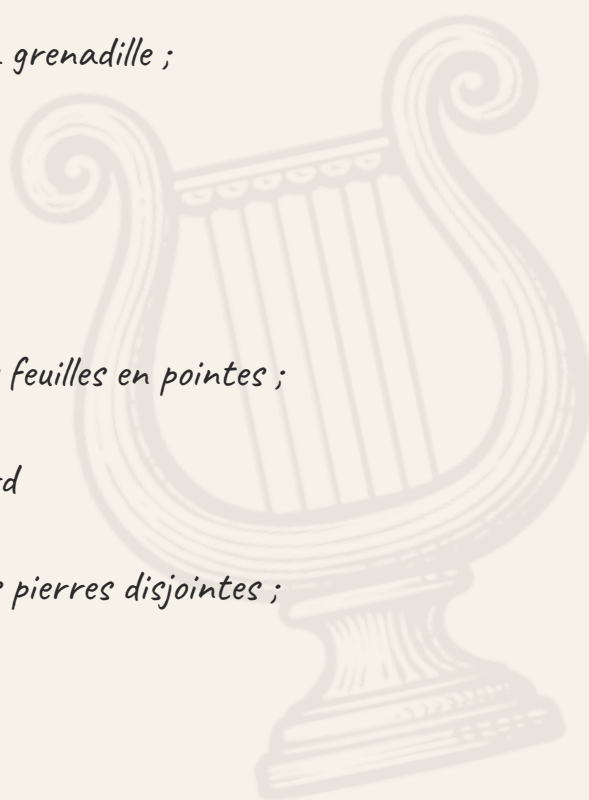 grenadille ;
feuilles en pointes ;
pierres disjointes ;